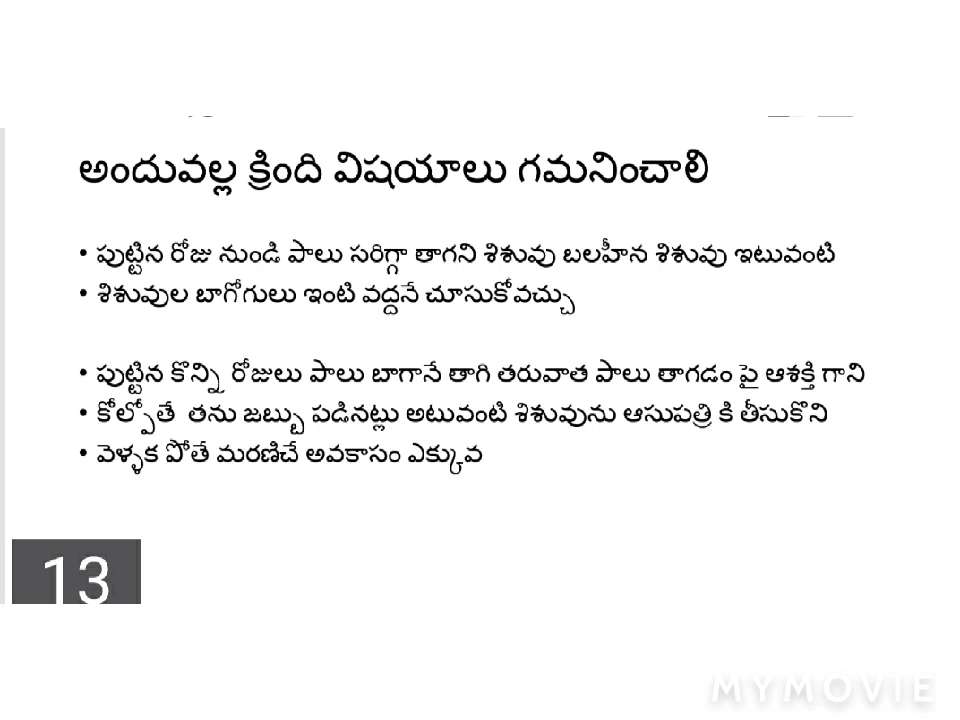 అందువల్ల క్రింది విషయాలు గమనించాలి
• పుట్టిన రోజు నుండి పాలు సరిగ్గా తాగని శిశువు బలహీన శిశువు ఇటువంటి
• శిశువుల బాగోగులు ఇంటి వద్దనే చూసుకోవచ్చు
• పుట్టిన కొన్ని రోజులు పాలు బాగానే తాగి తరువాత పాలు తాగడం పై ఆశక్తి గాని
• కోల్పోతే తను జబ్బు పడినట్లు అటువంటి శిశువును ఆసుపత్రి కి తీసుకొని
• వెళ్ళక పోతే మరణిచే అవకాసం ఎక్కువ
13
MYMOVIE